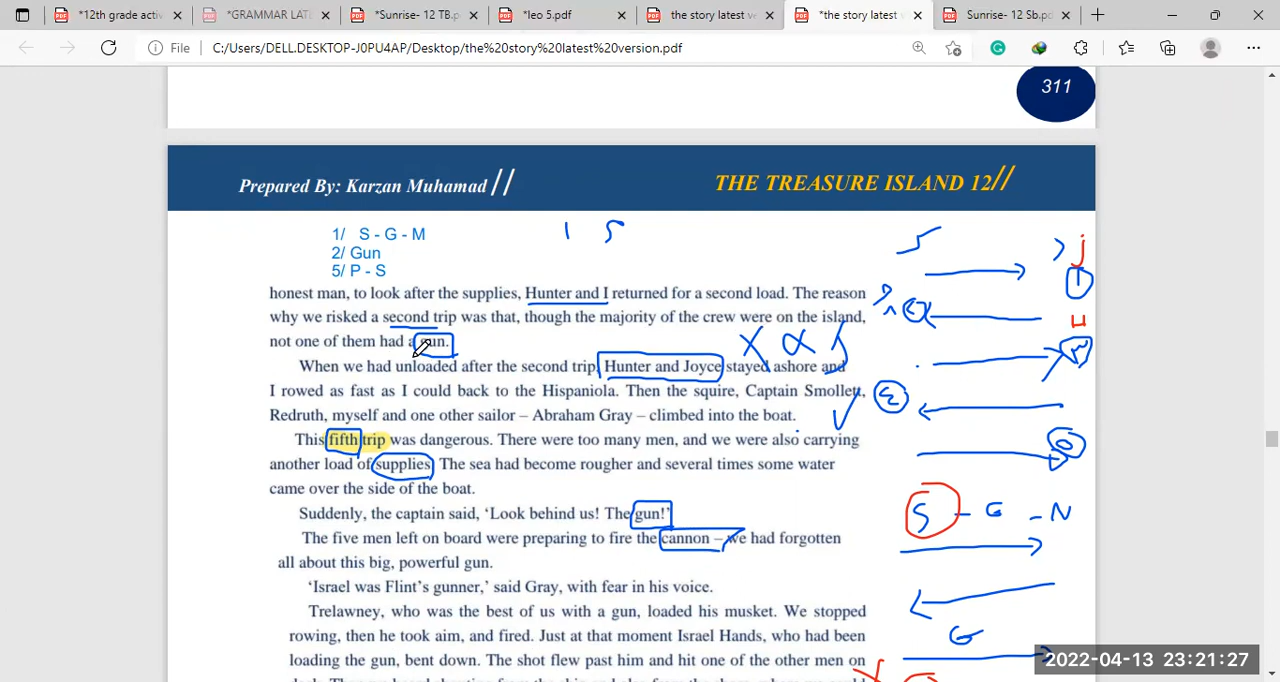 12th grade activ
*GRAMMAR LATE
*Sunrise- 12 TB.p
*leo 5.pdf
the story latest ve
*the story latest v
Sunrise- 12 Sb.pd
File C:/Users/DELL.DESKTOP-J0PU4AP/Desktop/the%20story%20latest%20version.pdf
311
Prepared By: Karzan Muhamad //
THE TREASURE ISLAND 12//
1/ S - G - M
2/ Gun
5/ P - S
1 5
j
honest man, to look after the supplies, Hunter and I returned for a second load. The reason
why we risked a second trip was that, though the majority of the crew were on the island,
not one of them had a gun.
H
When we had unloaded after the second trip, Hunter and Joyce stayed ashore and
I rowed as fast as I could back to the Hispaniola. Then the squire, Captain Smollett,
Redruth, myself and one other sailor – Abraham Gray – climbed into the boat.
This fifth trip was dangerous. There were too many men, and we were also carrying
another load of supplies. The sea had become rougher and several times some water
came over the side of the boat.
S - G - N
Suddenly, the captain said, ‘Look behind us! The gun!’
The five men left on board were preparing to fire the cannon – we had forgotten
all about this big, powerful gun.
‘Israel was Flint’s gunner,’ said Gray, with fear in his voice.
Trelawney, who was the best of us with a gun, loaded his musket. We stopped
rowing, then he took aim, and fired. Just at that moment Israel Hands, who had been
G
loading the gun, bent down. The shot flew past him and hit one of the other men on
2022-04-13 23:21:27